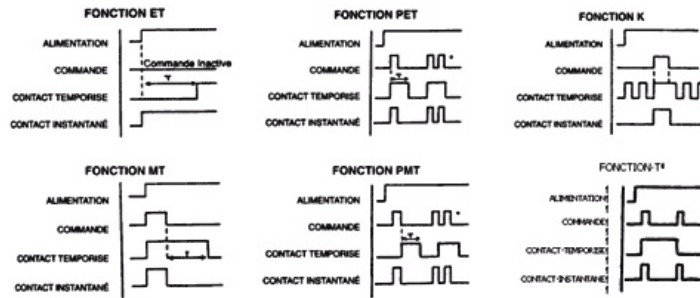 FONCTION ET
ALIMENTATION
COMMANDE
Commande Inactive
T
CONTACT TEMPORISE
CONTACT INSTANTANÉ
FONCTION PET
ALIMENTATION
COMMANDE
*
T
CONTACT TEMPORISE
CONTACT INSTANTANÉ
FONCTION K
ALIMENTATION
COMMANDE
CONTACT TEMPORISE
CONTACT INSTANTANÉ
FONCTION MT
ALIMENTATION
COMMANDE
T
CONTACT TEMPORISE
CONTACT INSTANTANÉ
FONCTION PMT
ALIMENTATION
COMMANDE
*
T
CONTACT TEMPORISE
CONTACT INSTANTANÉ
ALIMENTATION
COMMANDE
CONTACT-TEMPORISE
CONTACT-INSTANTANE